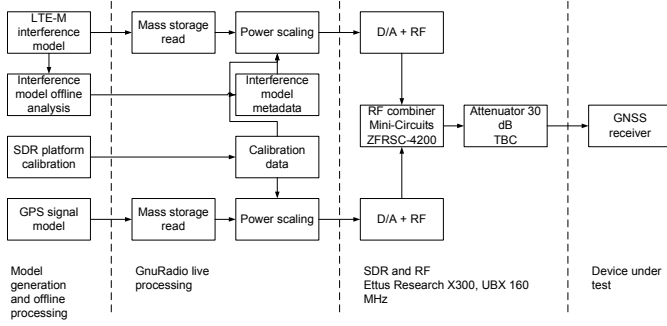 LTE-M
interference
model
Mass storage
read
Power scaling
D/A + RF
Interference
model offline
analysis
Interference
model
metadata
RF combiner
Mini-Circuits
ZFRSC-4200
Attenuator 30
dB
TBC
GNSS
receiver
SDR platform
calibration
Calibration
data
GPS signal
model
Mass storage
read
Power scaling
D/A + RF
Model
generation
and offline
processing
GnuRadio live
processing
SDR and RF
Ettus Research X300, UBX 160
MHz
Device under
test